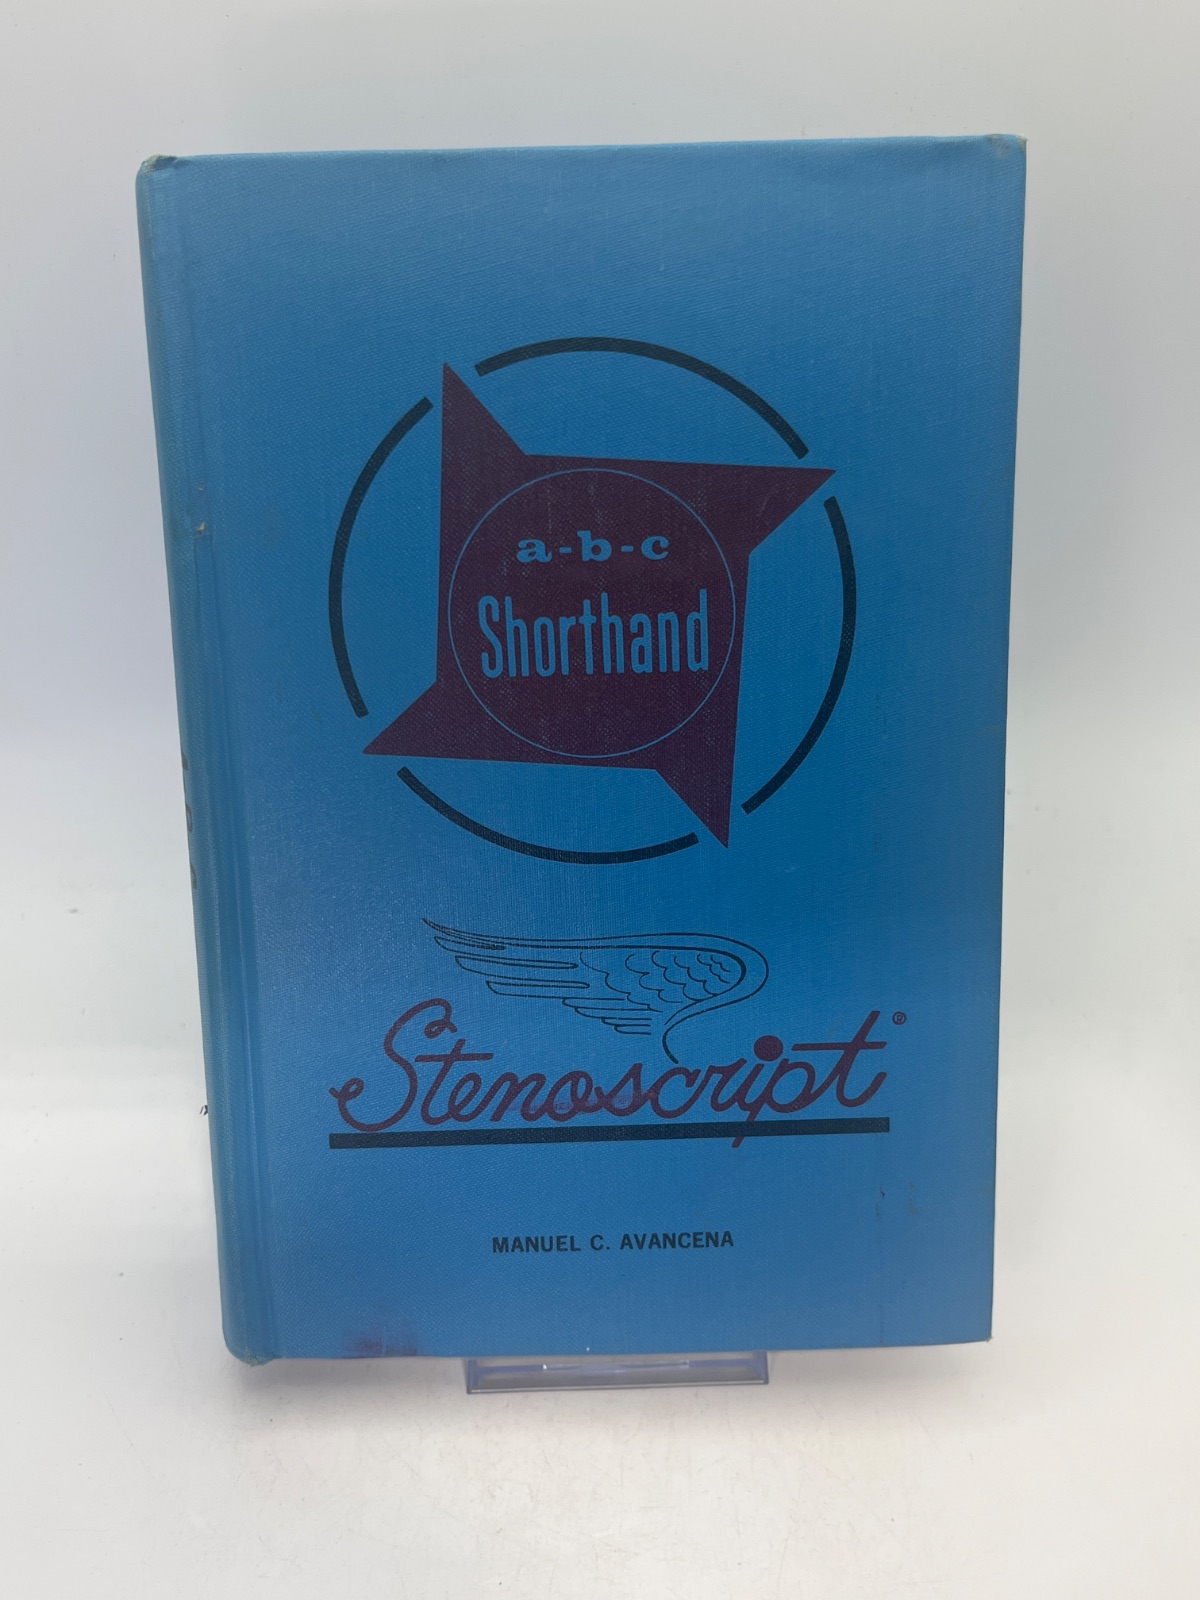 a-b-c
Shorthand
Stenoscript®
MANUEL C. AVANCENA